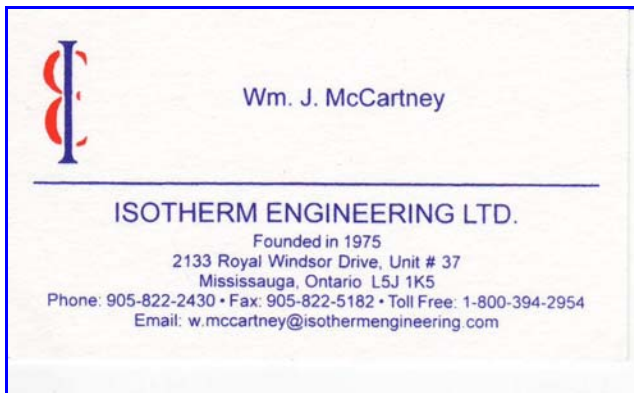 Wm. J. McCartney
ISOTHERM ENGINEERING LTD.
Founded in 1975
2133 Royal Windsor Drive, Unit # 37
Mississauga, Ontario L5J 1K5
Phone: 905-822-2430 • Fax: 905-822-5182 • Toll Free: 1-800-394-2954
Email: w.mccartney@isothermengineering.com